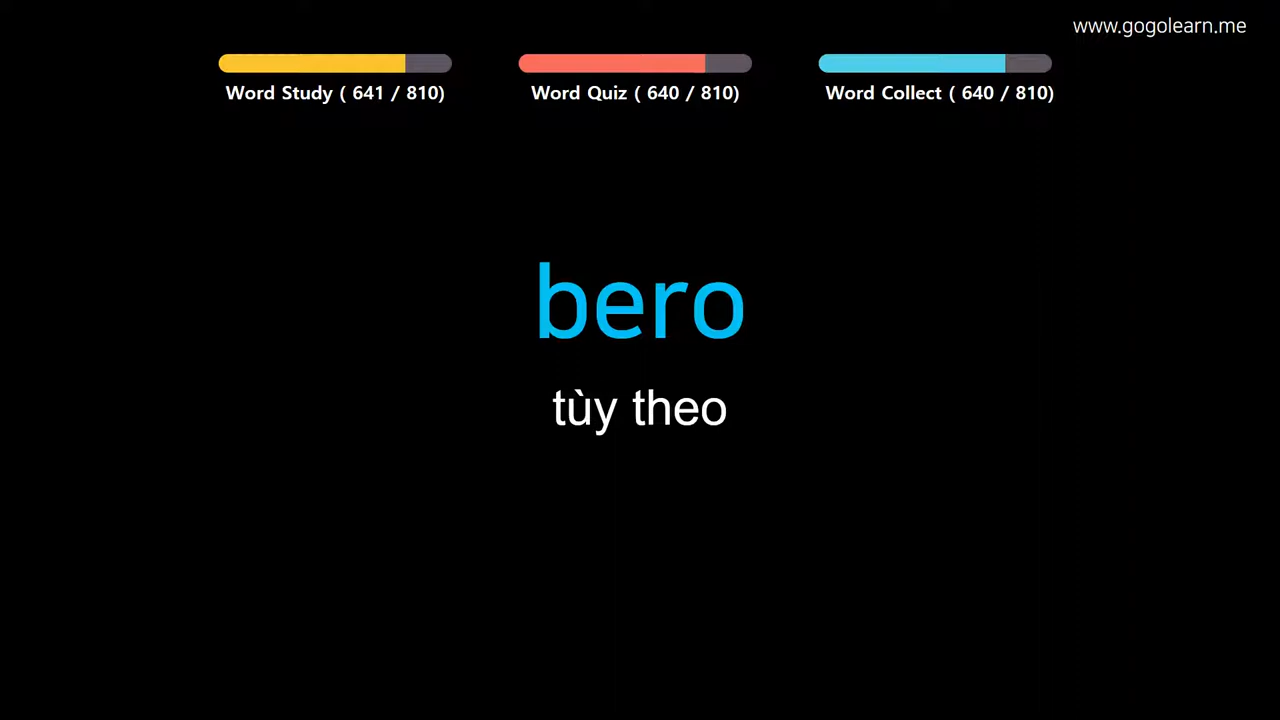 www.gogolearn.me
Word Study ( 641 / 810)
Word Quiz ( 640 / 810)
Word Collect ( 640 / 810)
bero
tùy theo